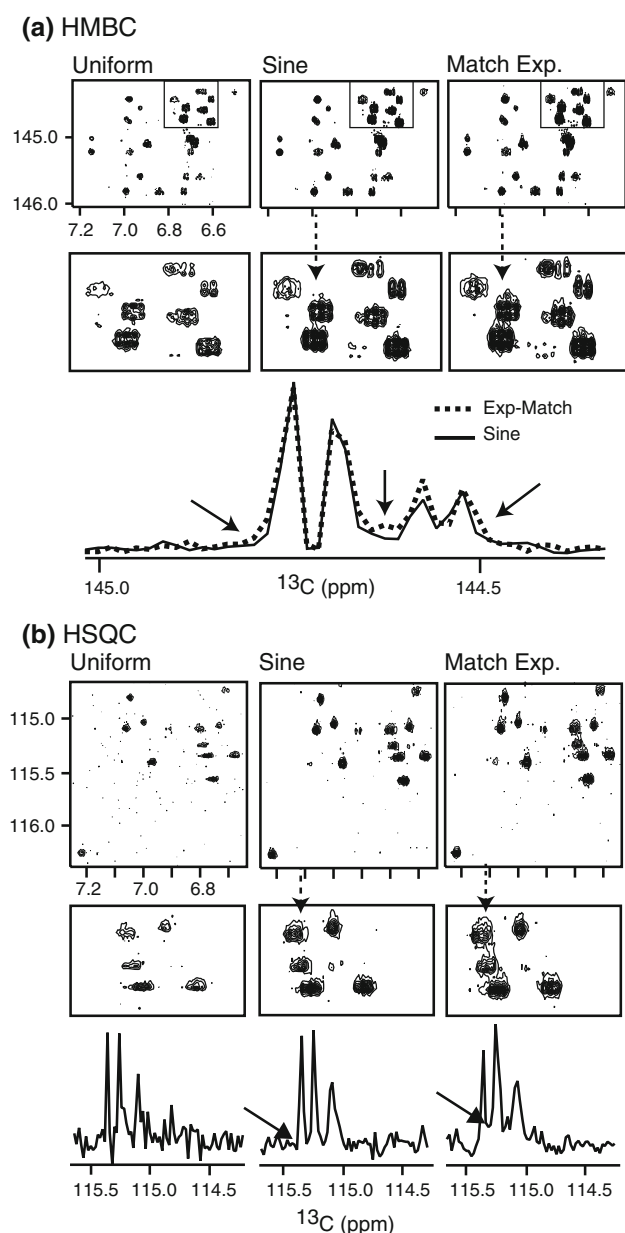 (a) HMBC
Uniform Sine Match Exp.
145.0
146.0
7.2 7.0 6.8 6.6
Exp-Match
Sine
145.0 13C (ppm) 144.5
(b) HSQC
Uniform Sine Match Exp.
115.0
115.5
116.0
7.2 7.0 6.8
115.5 115.0 114.5 115.5 115.0 114.5 115.5 115.0 114.5
13C (ppm)